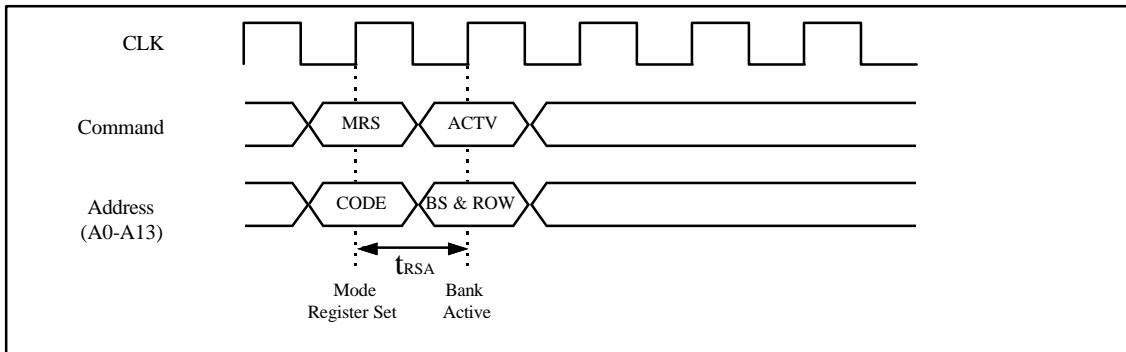 CLK
Command
MRS
ACTV
Address
(A0-A13)
CODE
BS & ROW
tRSA
Mode
Register Set
Bank
Active